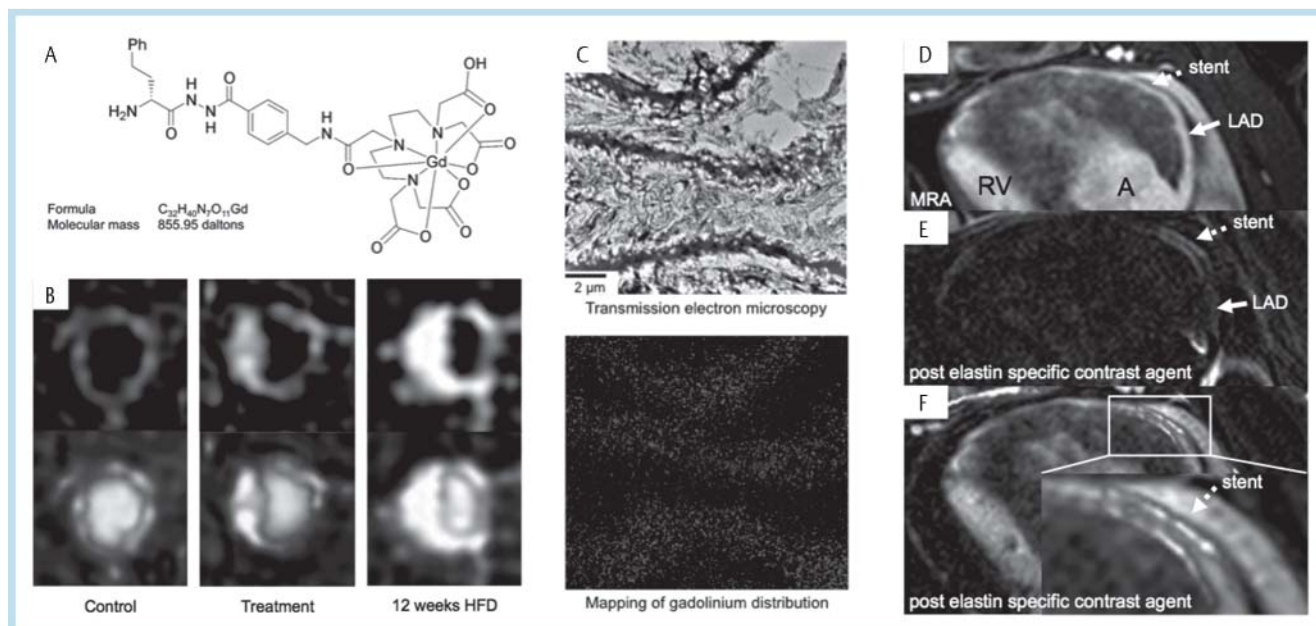 A
Ph
H₂N
O
H
N
N
H
O
H
N
O
N
N
N
Gd
OH
O
O
O
O
O
O
O
Formula C₃₂H₄₀N₇O₁₁Gd
Molecular mass 855.95 daltons
B
Control Treatment 12 weeks HFD
C
2 µm
Transmission electron microscopy
Mapping of gadolinium distribution
D
stent
LAD
RV A
MRA
E
stent
LAD
post elastin specific contrast agent
F
stent
post elastin specific contrast agent